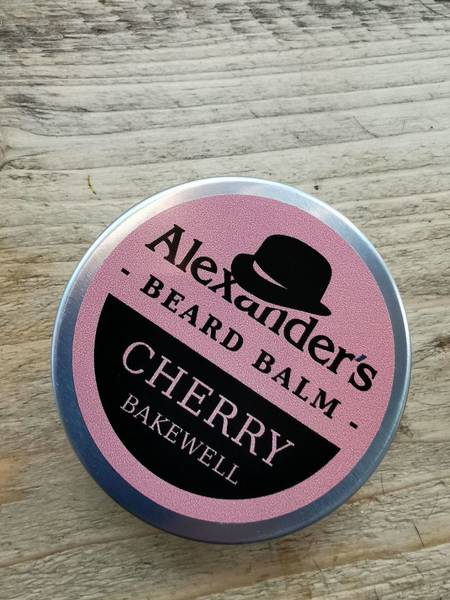 Alexander's
- BEARD BALM -
CHERRY
BAKEWELL